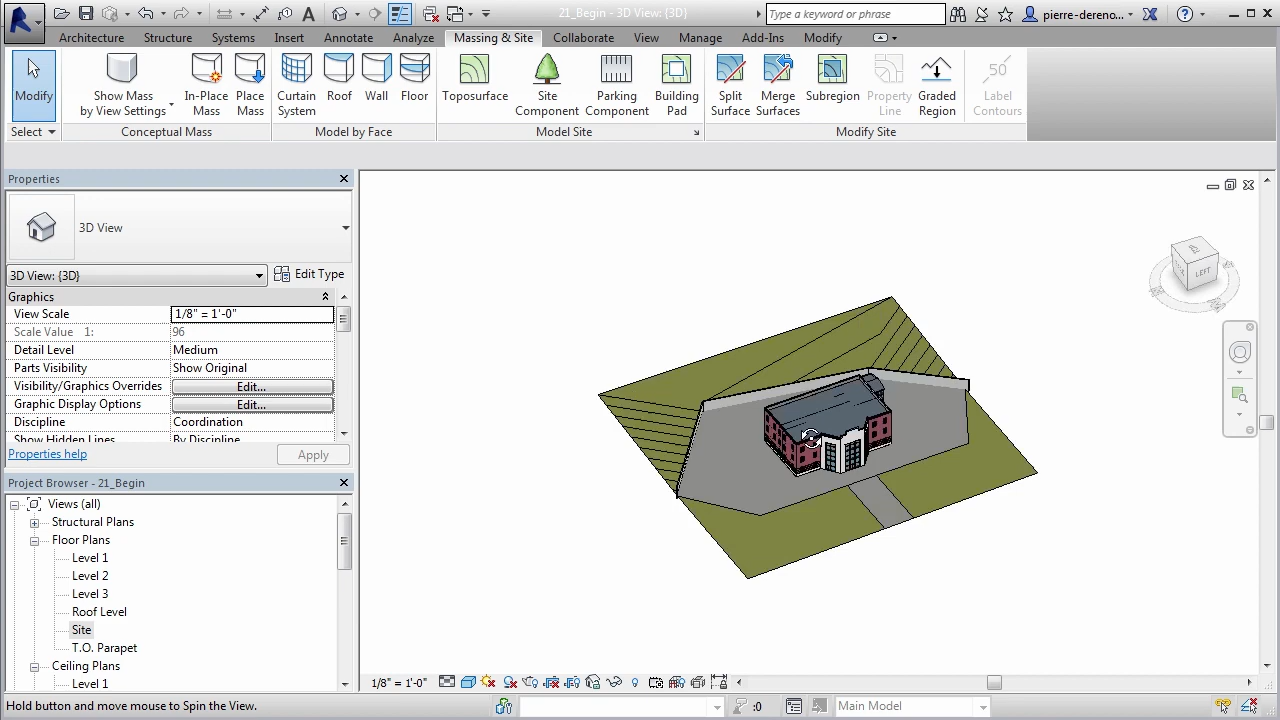 21_Begin - 3D View: {3D}
Type a keyword or phrase
pierre-dereno...
Architecture
Structure
Systems
Insert
Annotate
Analyze
Massing & Site
Collaborate
View
Manage
Add-Ins
Modify
Modify
Show Mass
by View Settings
In-Place
Mass
Place
Mass
Curtain
System
Roof
Wall
Floor
Toposurface
Site
Component
Parking
Component
Building
Pad
Split
Surface
Merge
Surfaces
Subregion
Property
Line
Graded
Region
50
Label
Contours
Select
Conceptual Mass
Model by Face
Model Site
Modify Site
Properties
3D View
3D View: {3D}
Edit Type
Graphics
View Scale
1/8" = 1'-0"
Scale Value 1:
96
Detail Level
Medium
Parts Visibility
Show Original
Visibility/Graphics Overrides
Edit...
Graphic Display Options
Edit...
Discipline
Coordination
Show Hidden Lines
By Discipline
Properties help
Apply
Project Browser - 21_Begin
Views (all)
Structural Plans
Floor Plans
Level 1
Level 2
Level 3
Roof Level
Site
T.O. Parapet
Ceiling Plans
Level 1
LEFT
1/8" = 1'-0"
Hold button and move mouse to Spin the View.
:0
Main Model